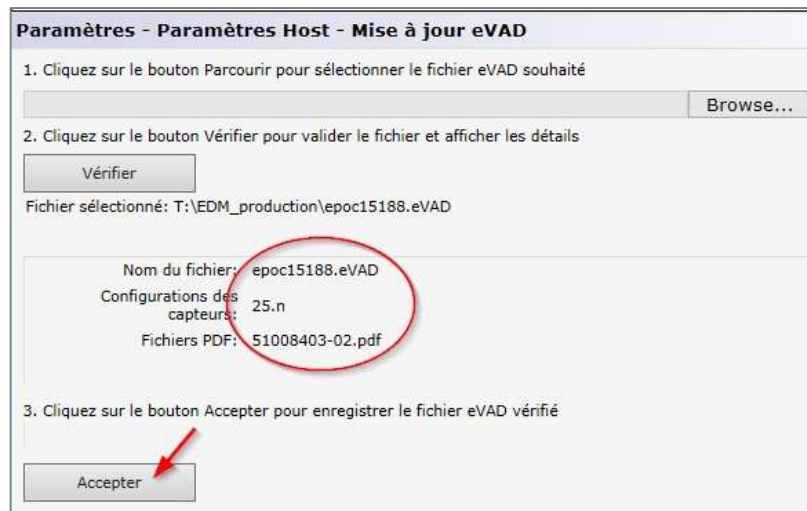 Paramètres - Paramètres Host - Mise à jour eVAD
1. Cliquez sur le bouton Parcourir pour sélectionner le fichier eVAD souhaité
Browse...
2. Cliquez sur le bouton Vérifier pour valider le fichier et afficher les détails
Vérifier
Fichier sélectionné: T:\EDM_production\epoc15188.eVAD
Nom du fichier: epoc15188.eVAD
Configurations des
capteurs: 25.n
Fichiers PDF: 51008403-02.pdf
3. Cliquez sur le bouton Accepter pour enregistrer le fichier eVAD vérifié
Accepter